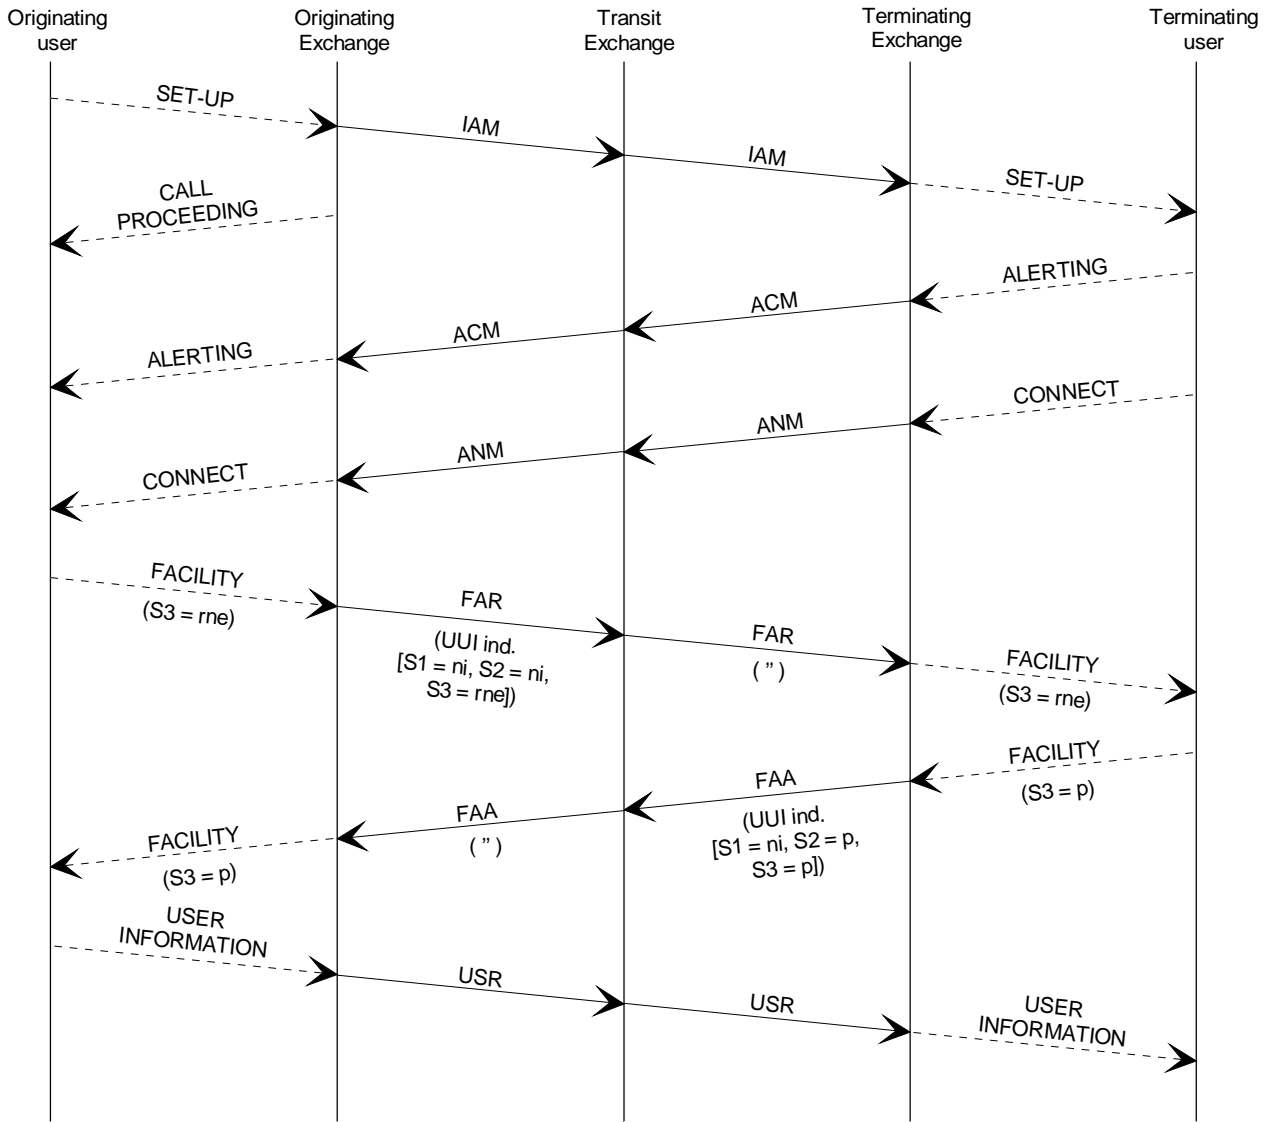 Originating
user
Originating
Exchange
Transit
Exchange
Terminating
Exchange
Terminating
user
SET-UP
IAM
IAM
SET-UP
CALL
PROCEEDING
ALERTING
ACM
ACM
ALERTING
CONNECT
ANM
ANM
CONNECT
FACILITY
(S3 = rne)
FAR
(UUI ind.
[S1 = ni, S2 = ni,
S3 = rne])
FAR
( ” )
FACILITY
(S3 = rne)
FACILITY
(S3 = p)
FAA
(UUI ind.
[S1 = ni, S2 = p,
S3 = p])
FAA
( ” )
FACILITY
(S3 = p)
USER
INFORMATION
USR
USR
USER
INFORMATION